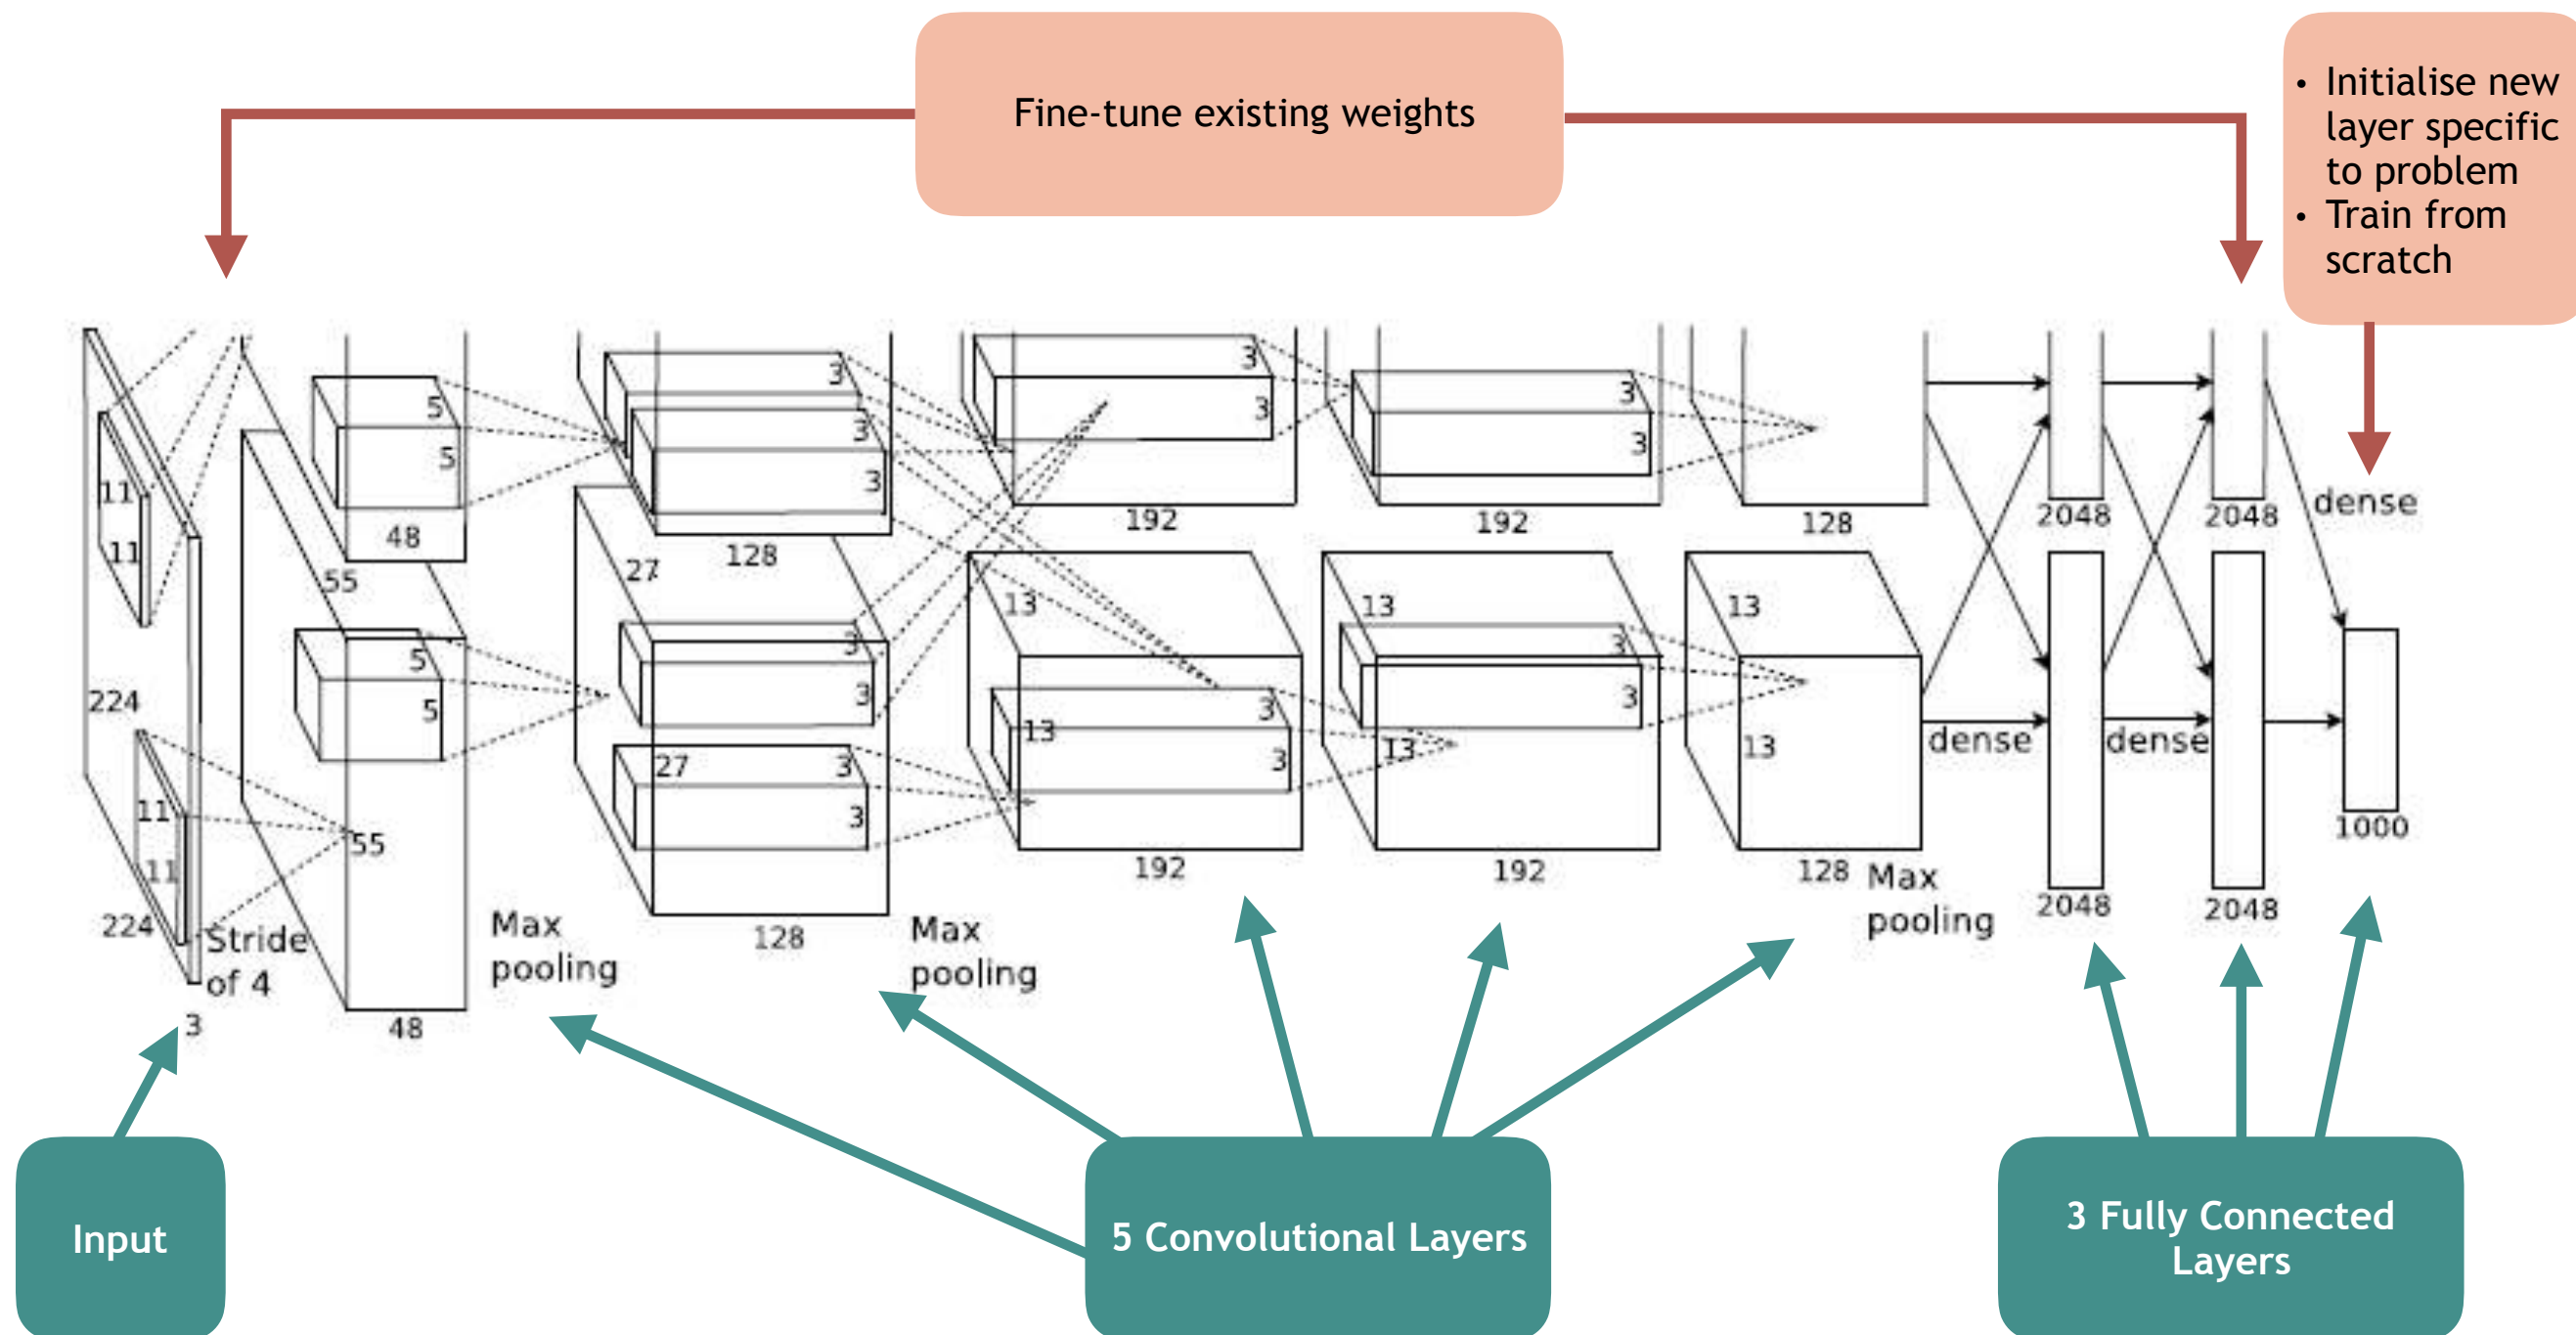 Fine-tune existing weights
• Initialise new
layer specific
to problem
• Train from
scratch
3
3
5
3
3
3
3
5
3
3
11
3
48
192
192
128
2048
2048
dense
11
128
55
27
13
13
13
5
3
3
3
224
5
3
3
3
3
13
13
13
dense
dense
27
3
3
11
3
55
1000
11
192
192
128
Max
pooling
2048
2048
224
Stride
of 4
Max
pooling
128
Max
pooling
3
48
Input
5 Convolutional Layers
3 Fully Connected
Layers